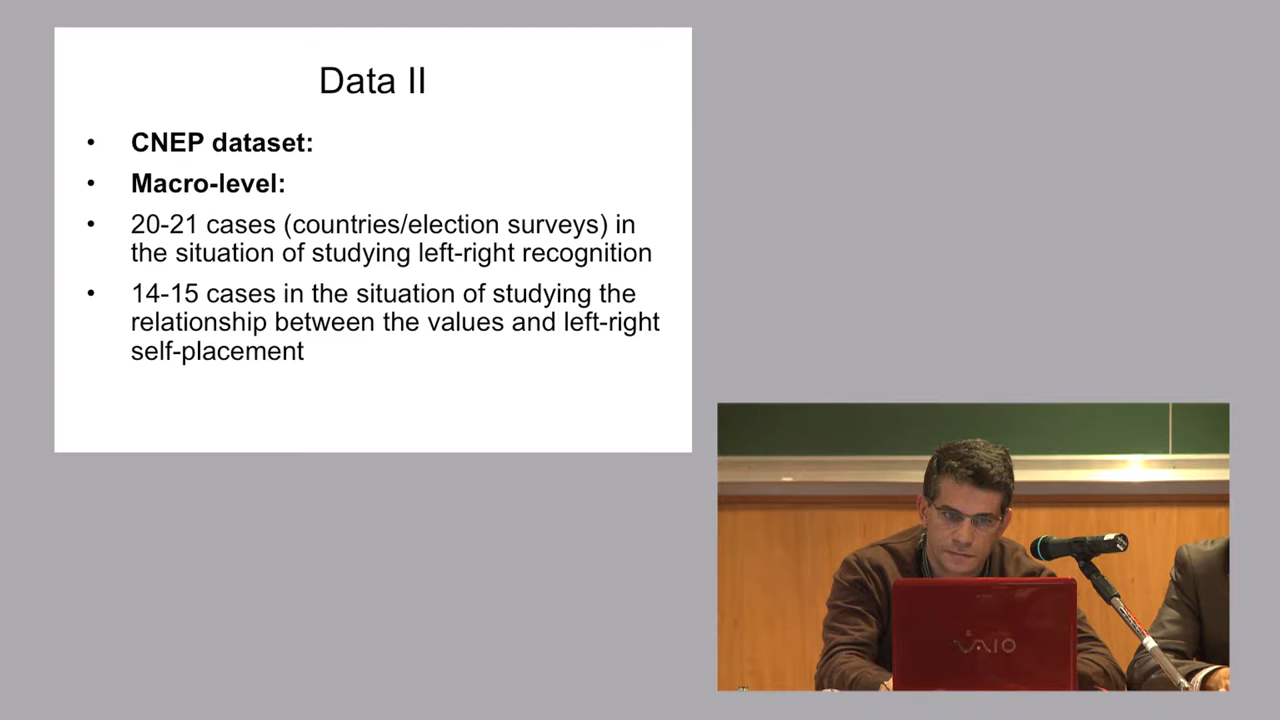 Data II
• CNEP dataset:
• Macro-level:
• 20-21 cases (countries/election surveys) in
the situation of studying left-right recognition
• 14-15 cases in the situation of studying the
relationship between the values and left-right
self-placement
VAIO